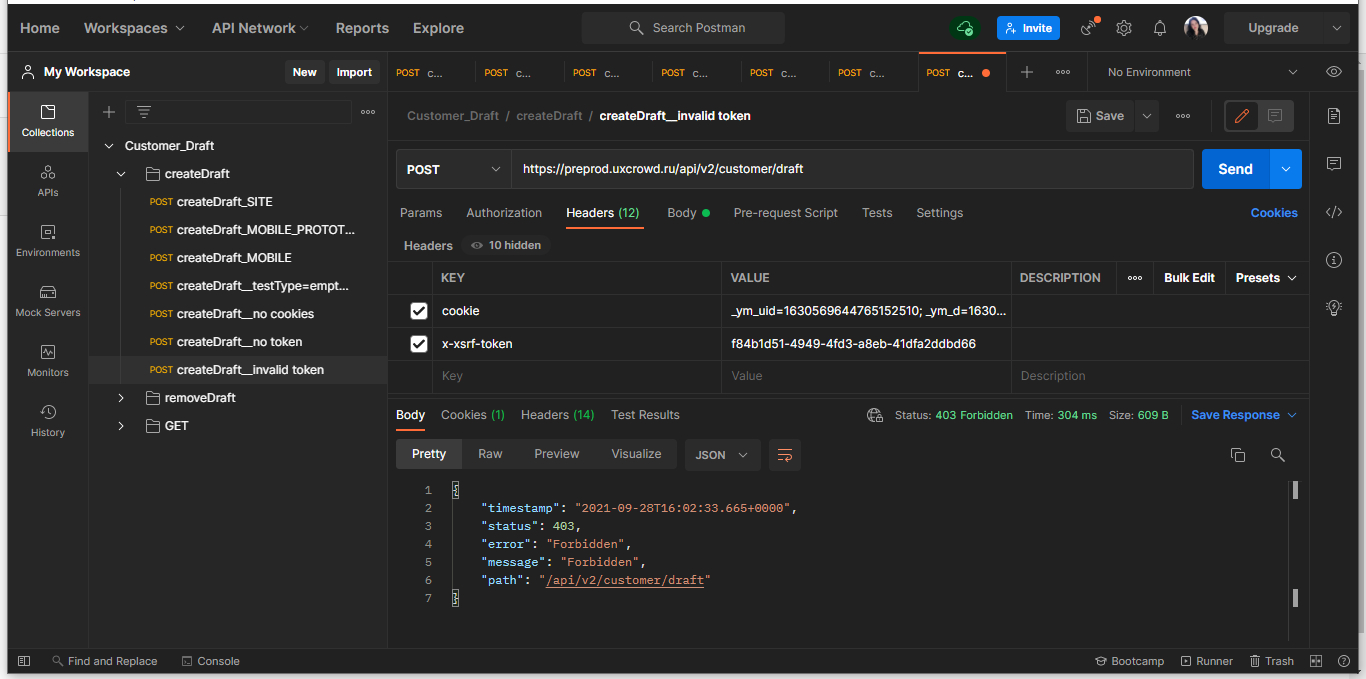 Home Workspaces API Network Reports Explore Search Postman Invite Upgrade
My Workspace New Import POST c... POST c... POST c... POST c... POST c... POST c... POST c... No Environment
Collections
APIs
Environments
Mock Servers
Monitors
History
Customer_Draft
createDraft
POST createDraft_SITE
POST createDraft_MOBILE_PROTOT...
POST createDraft_MOBILE
POST createDraft__testType=empt...
POST createDraft__no cookies
POST createDraft__no token
POST createDraft__invalid token
removeDraft
GET
Customer_Draft / createDraft / createDraft__invalid token Save
POST https://preprod.uxcrowd.ru/api/v2/customer/draft Send
Params Authorization Headers (12) Body Pre-request Script Tests Settings Cookies
Headers 10 hidden
KEY VALUE DESCRIPTION Bulk Edit Presets
cookie _ym_uid=1630569644765152510; _ym_d=1630...
x-xsrf-token f84b1d51-4949-4fd3-a8eb-41dfa2ddbd66
Key Value Description
Body Cookies (1) Headers (14) Test Results Status: 403 Forbidden Time: 304 ms Size: 609 B Save Response
Pretty Raw Preview Visualize JSON
1 {
2 "timestamp": "2021-09-28T16:02:33.665+0000",
3 "status": 403,
4 "error": "Forbidden",
5 "message": "Forbidden",
6 "path": "/api/v2/customer/draft"
7 }
Find and Replace Console Bootcamp Runner Trash